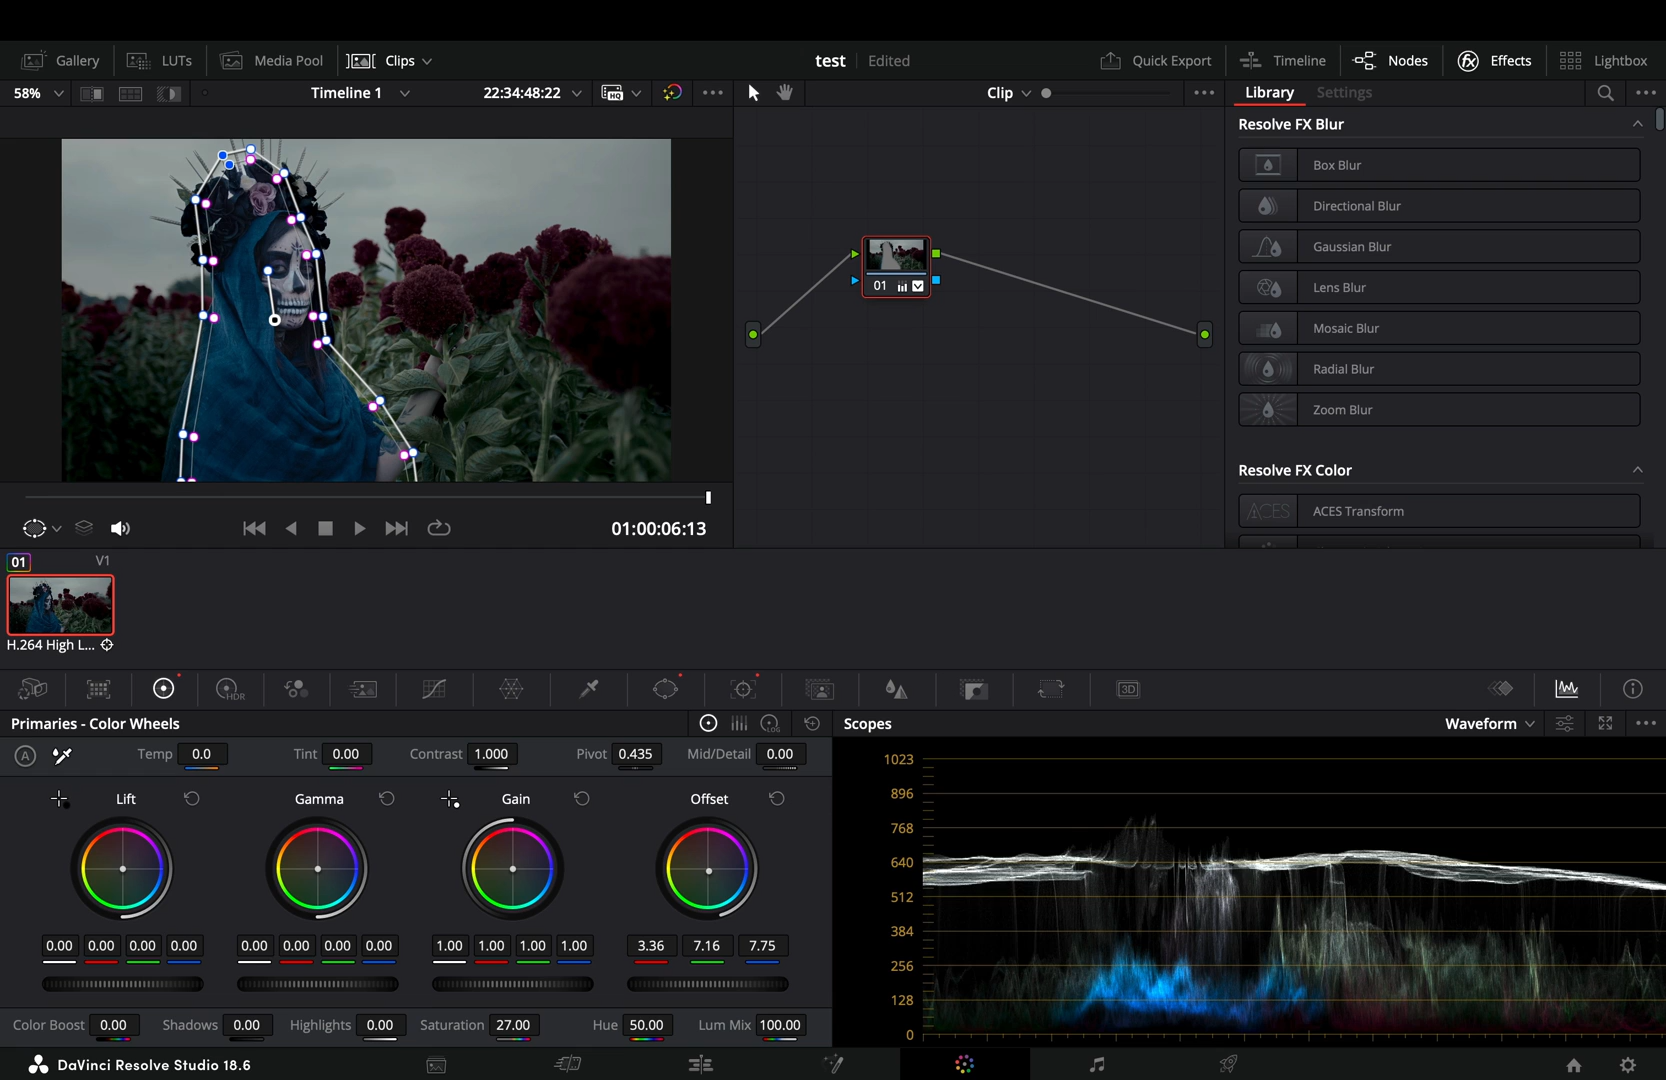 Gallery LUTs Media Pool Clips test Edited Quick Export Timeline Nodes Effects Lightbox
58% Timeline 1 22:34:48:22 HQ Clip Library Settings
Resolve FX Blur
Box Blur
Directional Blur
Gaussian Blur
Lens Blur
Mosaic Blur
Radial Blur
Zoom Blur
01
Resolve FX Color
ACES ACES Transform
01:00:06:13
01 V1
H.264 High L...
HDR 3D
Primaries - Color Wheels LOG Scopes Waveform
A Temp 0.0 Tint 0.00 Contrast 1.000 Pivot 0.435 Mid/Detail 0.00
Lift Gamma Gain Offset
0.00 0.00 0.00 0.00 0.00 0.00 0.00 0.00 1.00 1.00 1.00 1.00 3.36 7.16 7.75
Color Boost 0.00 Shadows 0.00 Highlights 0.00 Saturation 27.00 Hue 50.00 Lum Mix 100.00
1023
896
768
640
512
384
256
128
0
DaVinci Resolve Studio 18.6